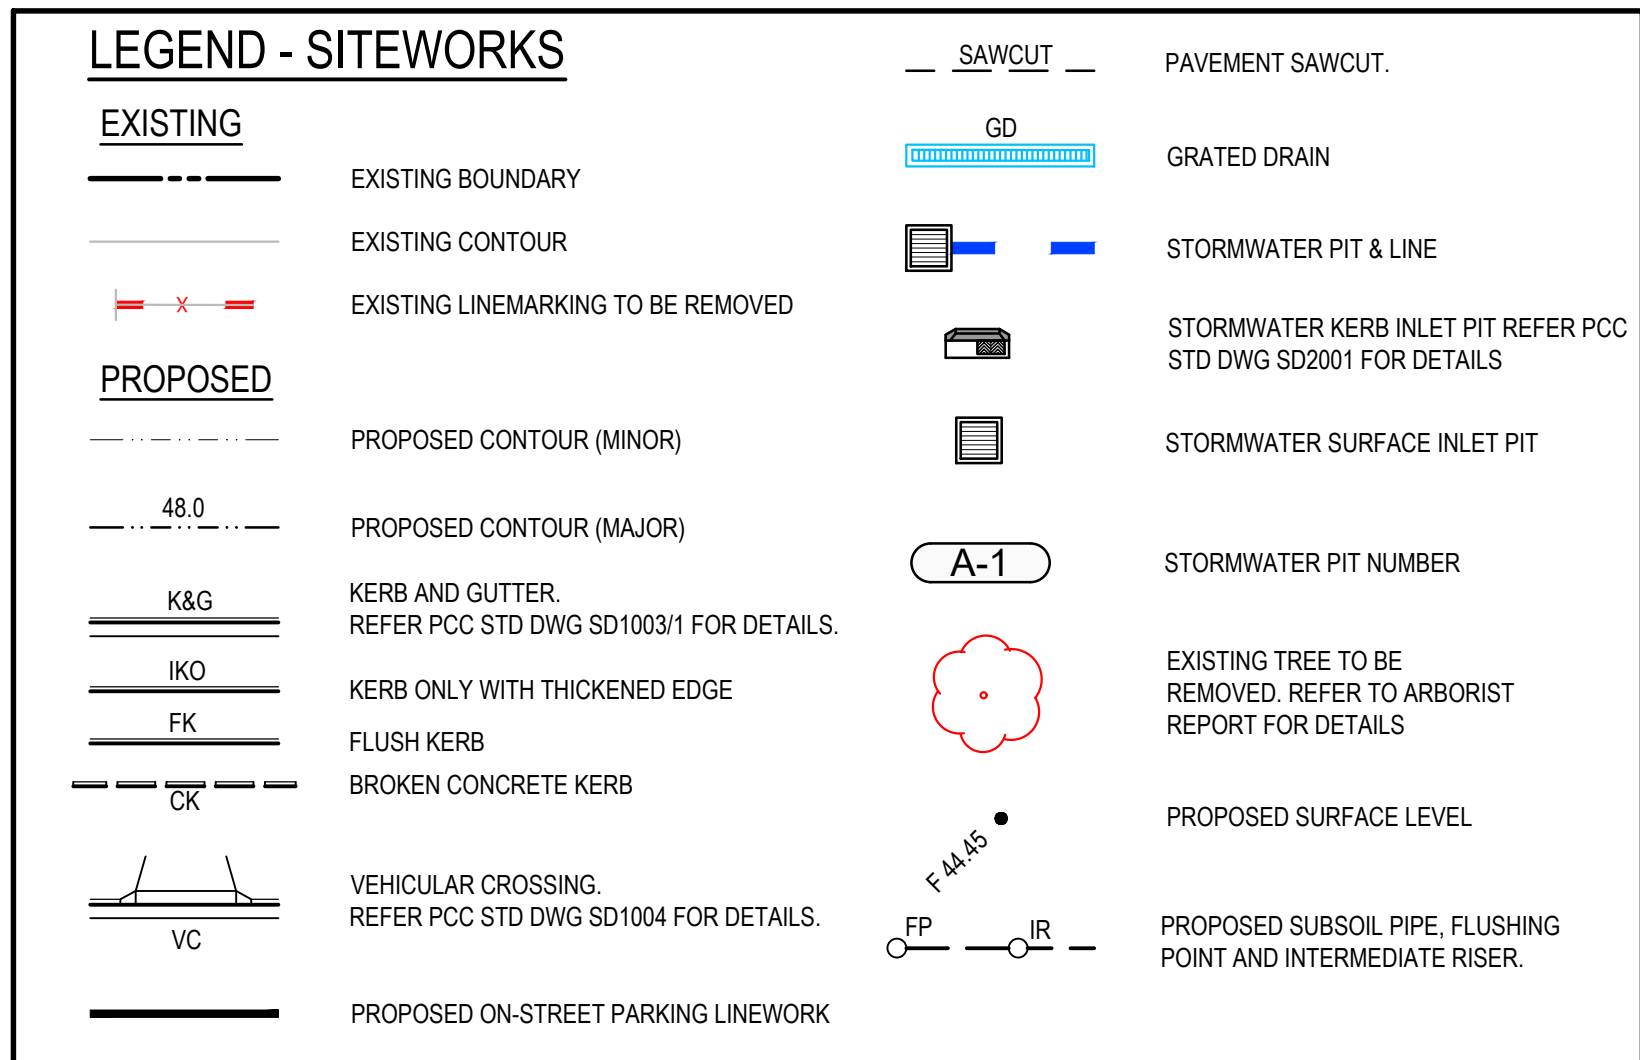 LEGEND - SITEWORKS
EXISTING
EXISTING BOUNDARY
EXISTING CONTOUR
X
EXISTING LINEMARKING TO BE REMOVED
PROPOSED
PROPOSED CONTOUR (MINOR)
48.0
PROPOSED CONTOUR (MAJOR)
K&G
KERB AND GUTTER.
REFER PCC STD DWG SD1003/1 FOR DETAILS.
IKO
KERB ONLY WITH THICKENED EDGE
FK
FLUSH KERB
CK
BROKEN CONCRETE KERB
VC
VEHICULAR CROSSING.
REFER PCC STD DWG SD1004 FOR DETAILS.
PROPOSED ON-STREET PARKING LINEWORK
SAWCUT
PAVEMENT SAWCUT.
GD
GRATED DRAIN
STORMWATER PIT & LINE
STORMWATER KERB INLET PIT REFER PCC
STD DWG SD2001 FOR DETAILS
STORMWATER SURFACE INLET PIT
A-1
STORMWATER PIT NUMBER
EXISTING TREE TO BE
REMOVED. REFER TO ARBORIST
REPORT FOR DETAILS
F 44.45
PROPOSED SURFACE LEVEL
FP
IR
PROPOSED SUBSOIL PIPE, FLUSHING
POINT AND INTERMEDIATE RISER.